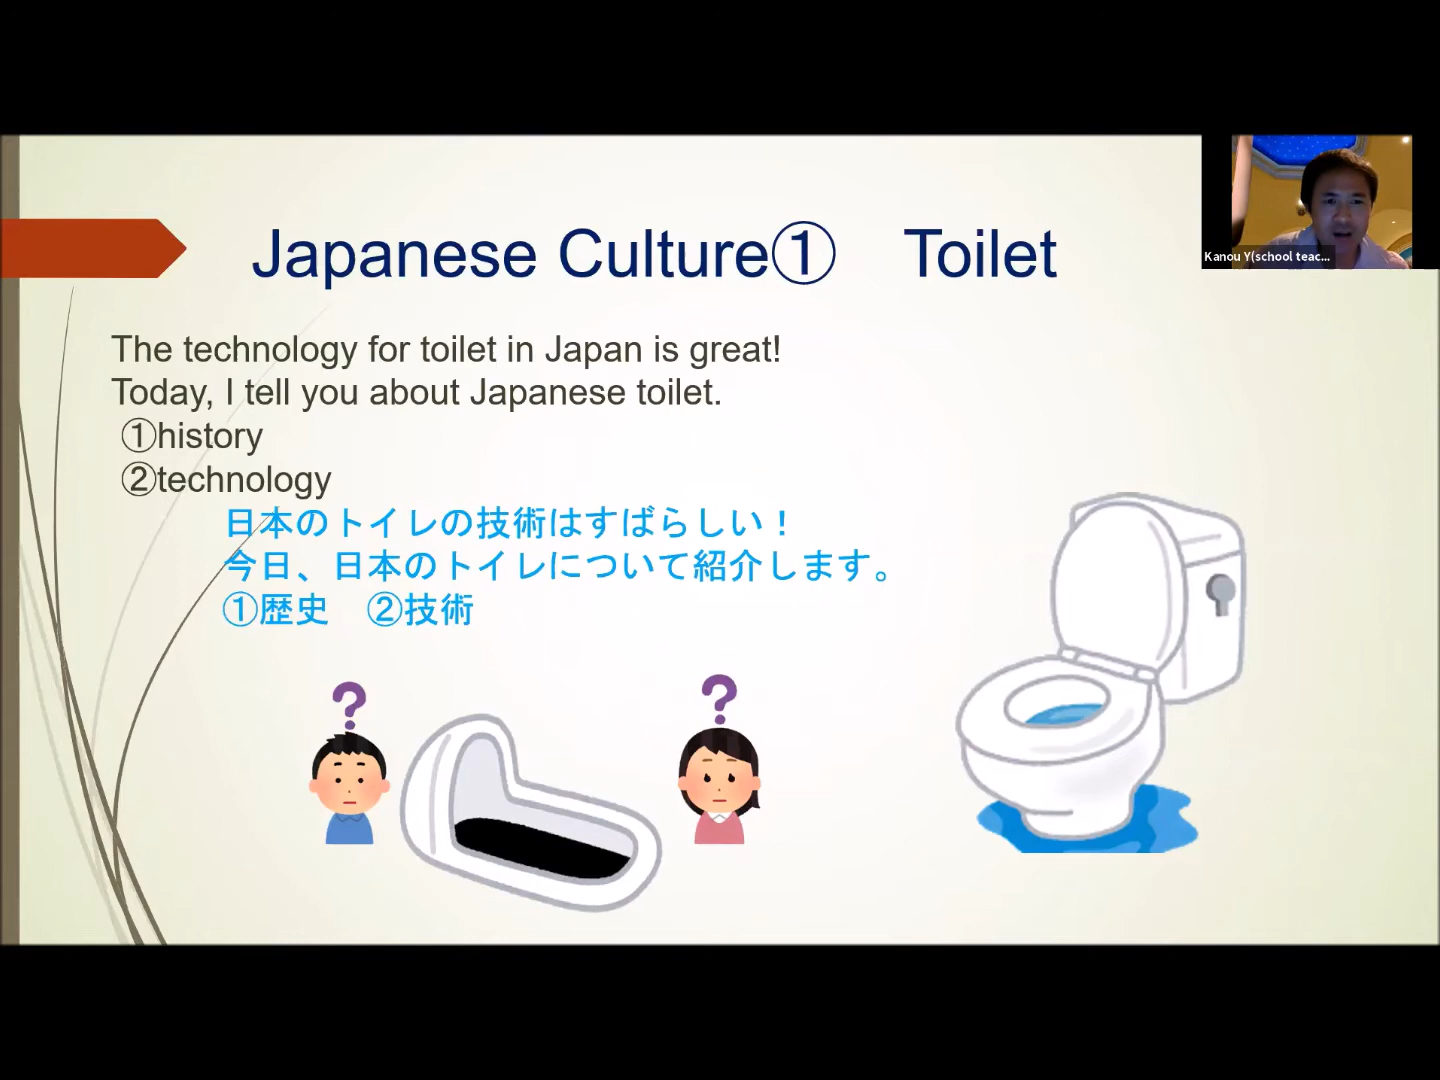 Japanese Culture①　Toilet
Kanou Y(school teac...
The technology for toilet in Japan is great!
Today, I tell you about Japanese toilet.
①history
②technology
日本のトイレの技術はすばらしい！
今日、日本のトイレについて紹介します。
①歴史　②技術
?
?